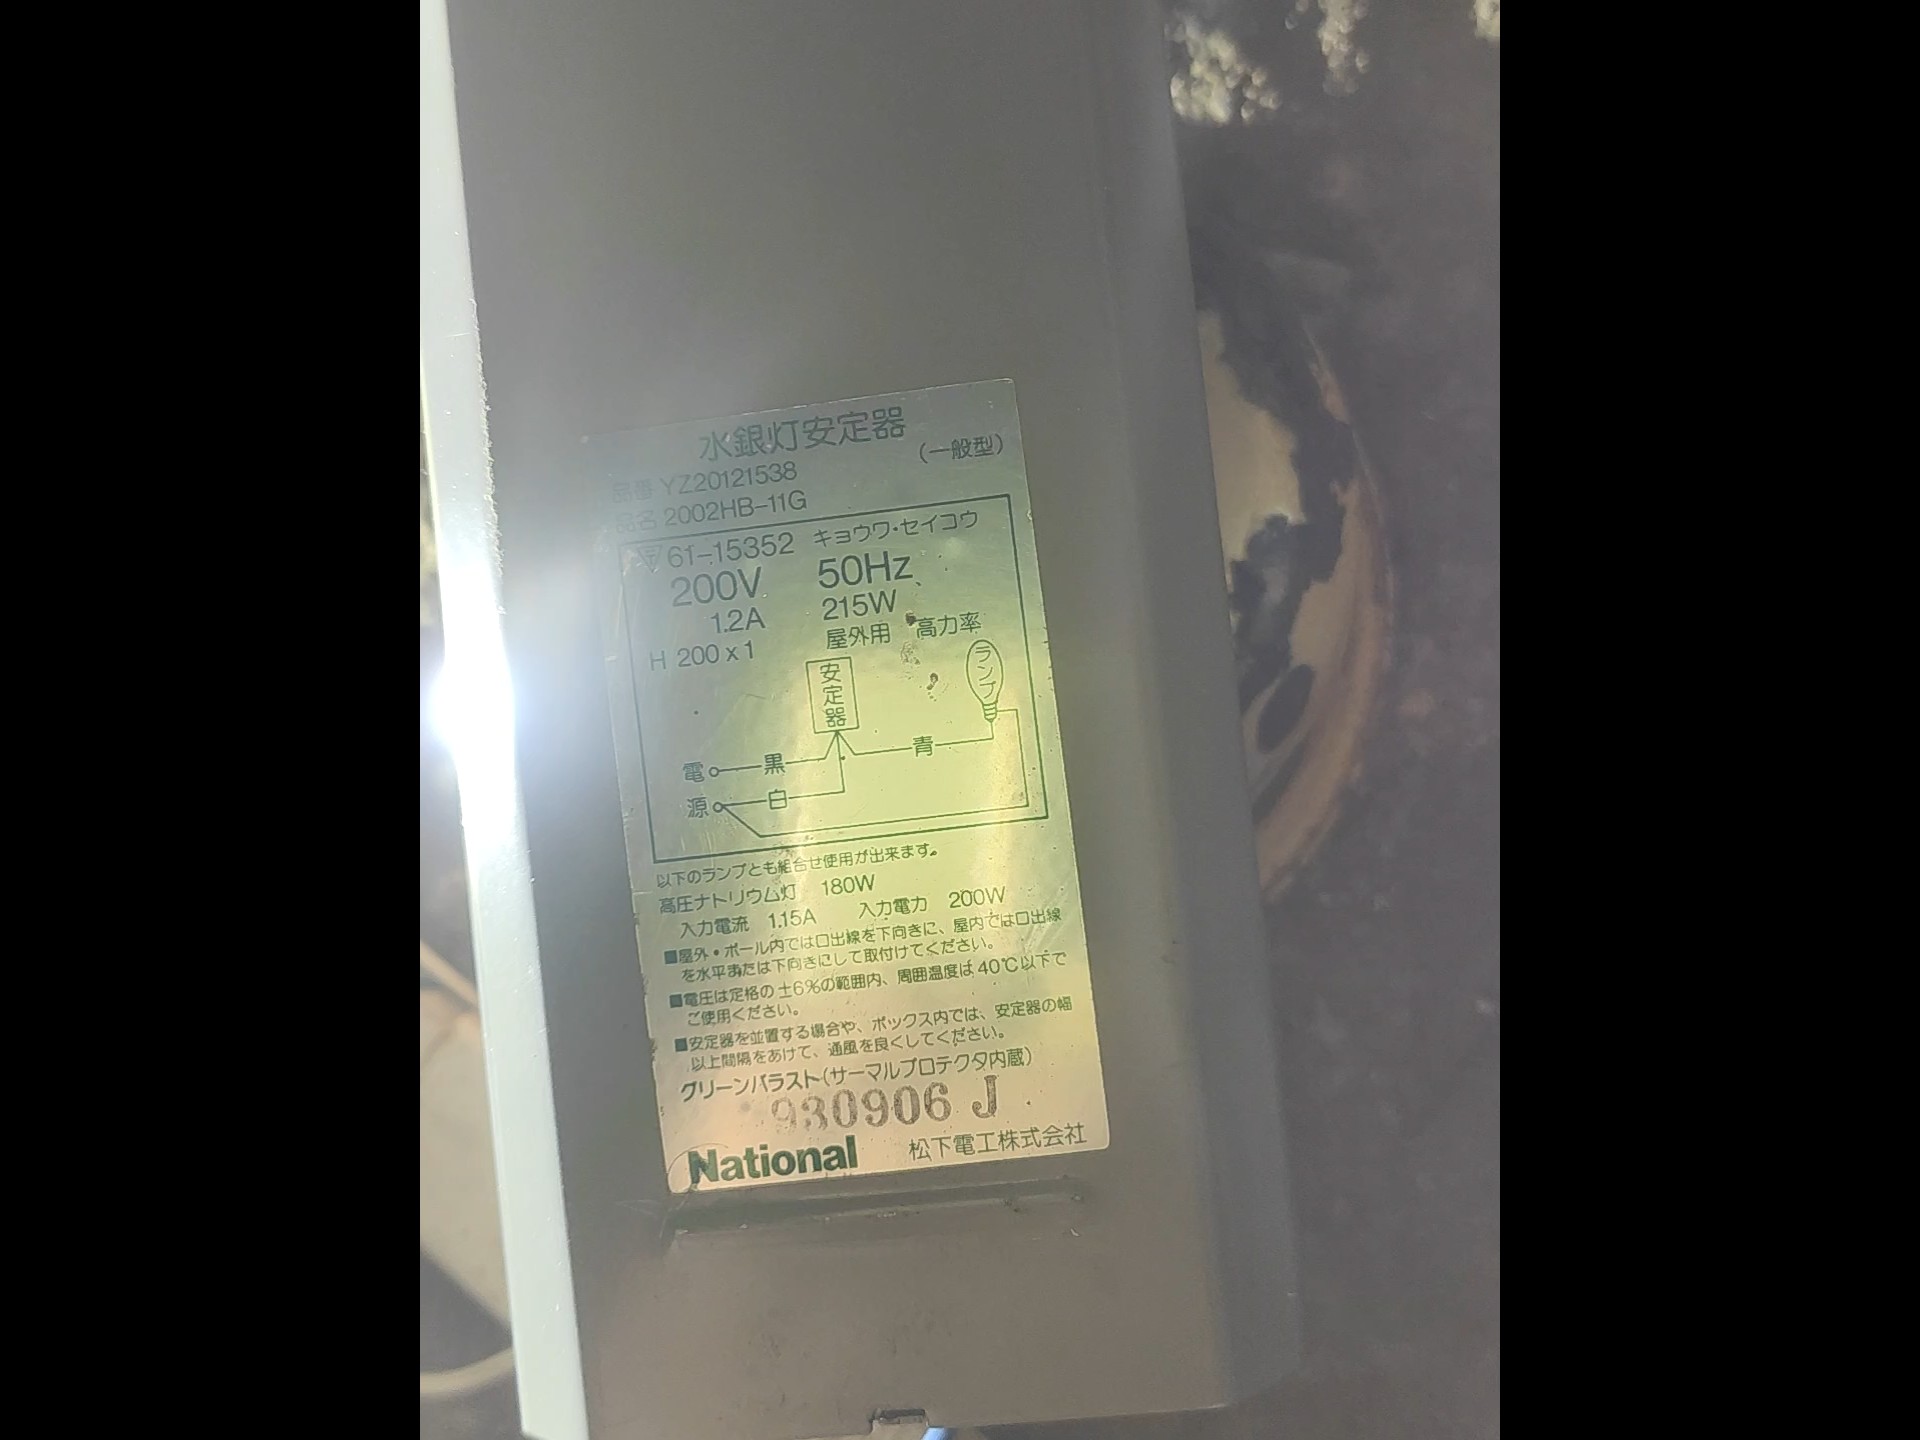 水銀灯安定器
(一般型)
品番 YZ20121538
品名 2002HB-11G
61-15352 キョウワ・セイコウ
200V 50Hz
1.2A 215W
H 200x1 屋外用 高力率
安定器
ランプ
電 黒 青
源 白
以下のランプとも組合せ使用が出来ます。
高圧ナトリウム灯 180W
入力電流 1.15A 入力電力 200W
■屋外・ポール内では口出線を下向きに、屋内では口出線
を水平または下向きにして取付けてください。
■電圧は定格の±6%の範囲内、周囲温度は40℃以下で
ご使用ください。
■安定器を並置する場合や、ボックス内では、安定器の幅
以上間隔をあけて、通風を良くしてください。
グリーンバラスト(サーマルプロテクタ内蔵)
930906 J
National 松下電工株式会社